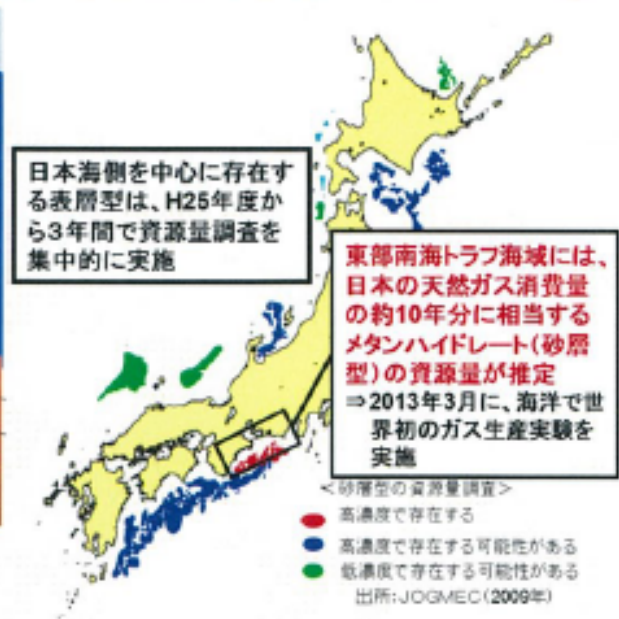 日本海側を中心に存在す
る表層型は、H25年度か
ら3年間で資源量調査を
集中的に実施
東部南海トラフ海域には、
日本の天然ガス消費量
の約10年分に相当する
メタンハイドレート(砂層
型)の資源量が推定
⇒2013年3月に、海洋で世
界初のガス生産実験を
実施
<砂層型の資源量調査>
高濃度で存在する
高濃度で存在する可能性がある
低濃度で存在する可能性がある
出所:JOGMEC(2009年)